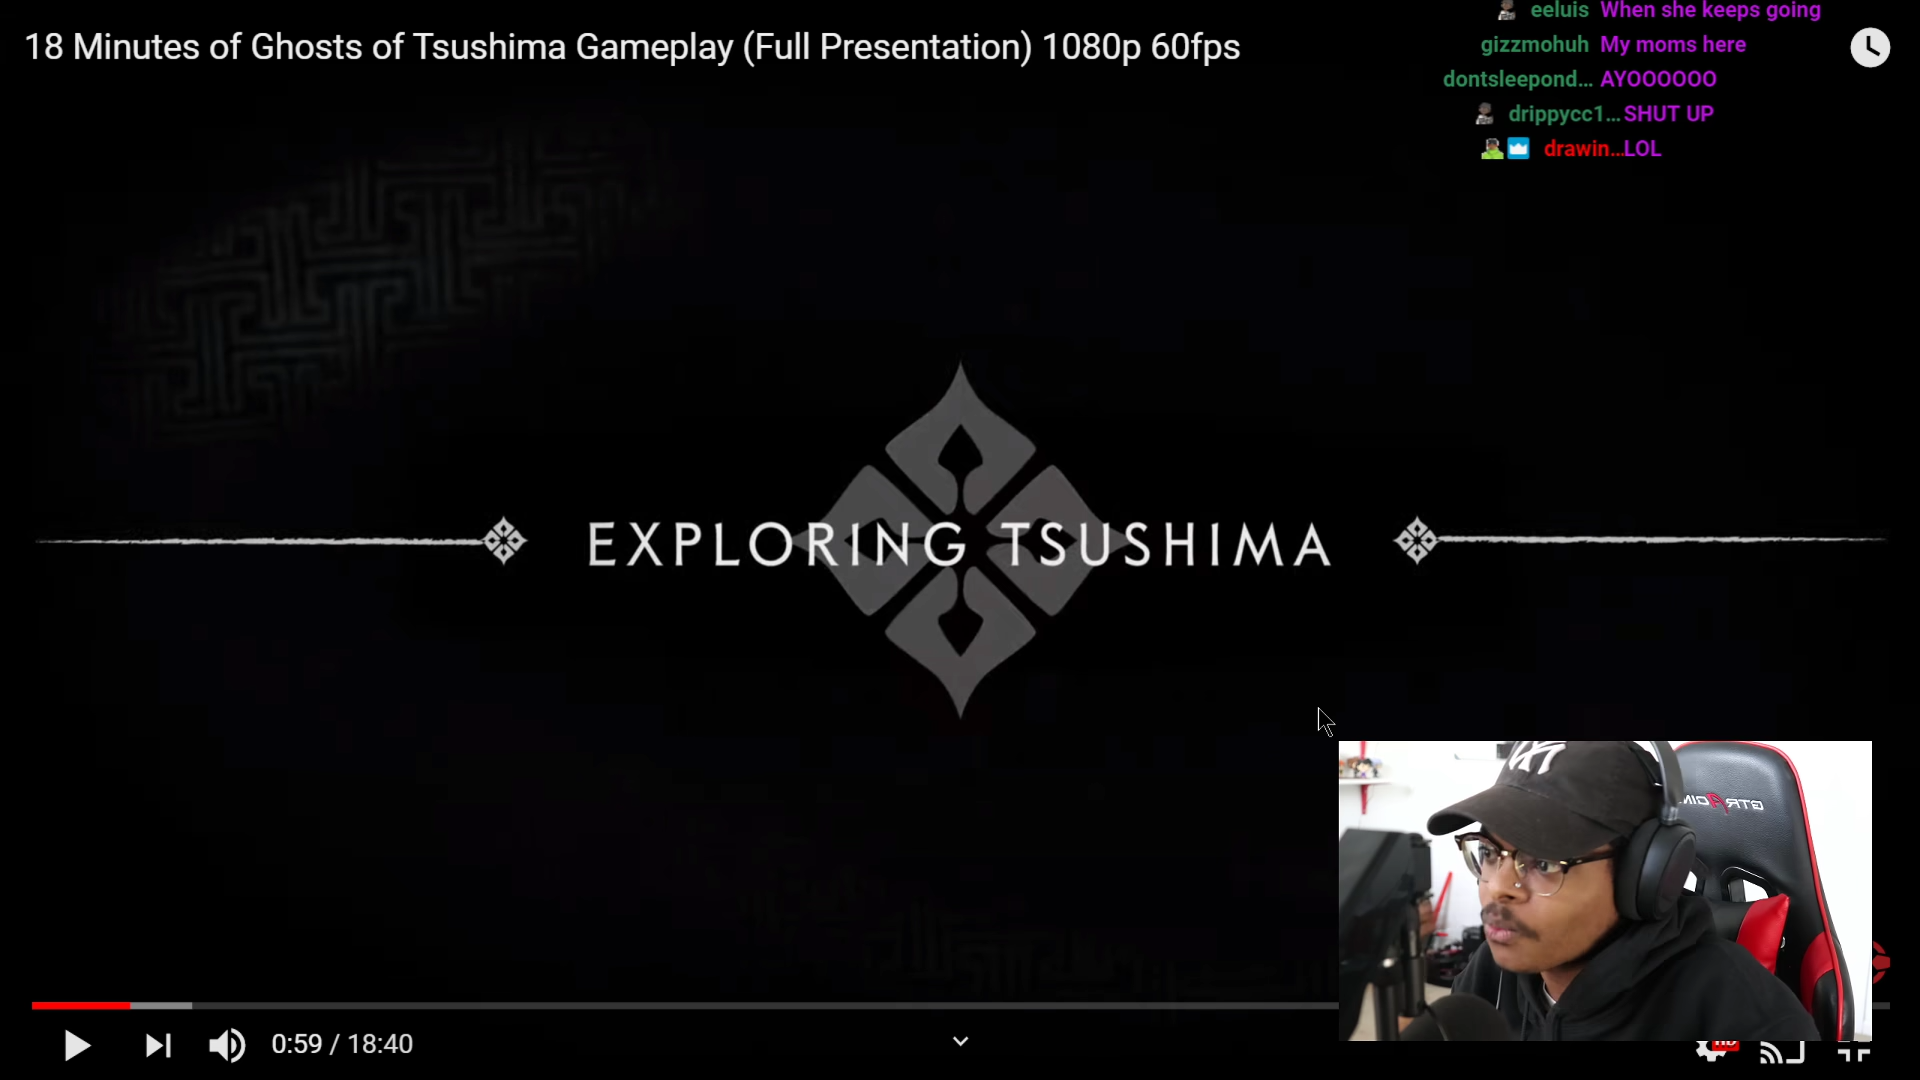 18 Minutes of Ghosts of Tsushima Gameplay (Full Presentation) 1080p 60fps
eeluis When she keeps going
gizzmohuh My moms here
dontsleepond... AYOOOOOO
drippycc1... SHUT UP
drawin... LOL
EXPLORING TSUSHIMA
0:59 / 18:40
HD